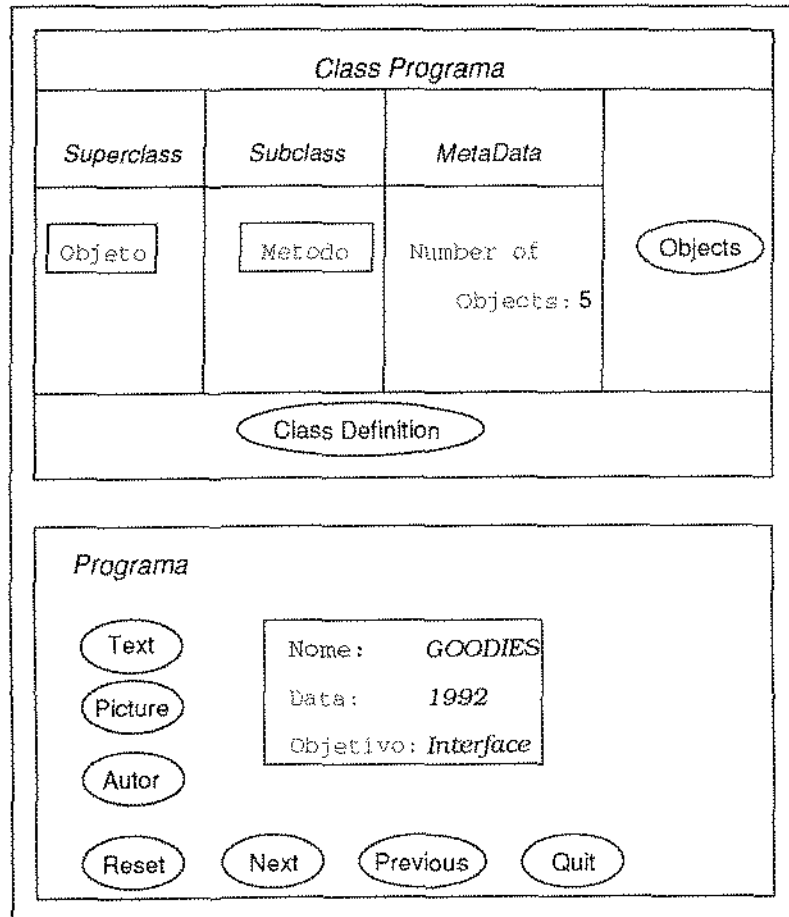 Class Programa
Superclass Subclass MetaData
Objeto Metodo Number of Objects
Objects: 5
Class Definition
Programa
Text
Picture
Autor
Nome: GOODIES
Data: 1992
Objetivo: Interface
Reset Next Previous Quit